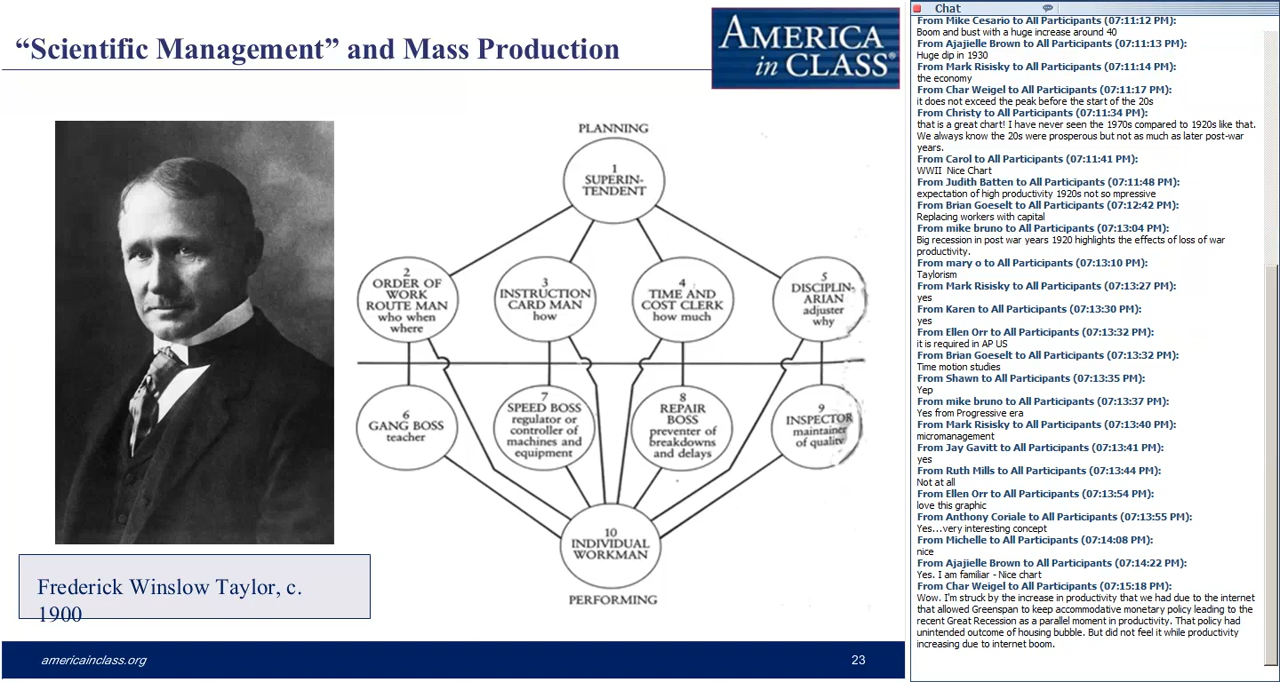 “Scientific Management” and Mass Production
AMERICA
in CLASS®
PLANNING
1
SUPERIN-
TENDENT
2
ORDER OF
WORK
ROUTE MAN
who when
where
3
INSTRUCTION
CARD MAN
how
4
TIME AND
COST CLERK
how much
5
DISCIPLIN-
ARIAN
adjuster
why
6
GANG BOSS
teacher
7
SPEED BOSS
regulator or
controller of
machines and
equipment
8
REPAIR
BOSS
preventer of
breakdowns
and delays
9
INSPECTOR
maintainer
of quality
10
INDIVIDUAL
WORKMAN
PERFORMING
Frederick Winslow Taylor, c.
1900
americainclass.org
23
Chat
From Mike Cesario to All Participants (07:11:12 PM):
Boom and bust with a huge increase around 40
From Ajajielle Brown to All Participants (07:11:13 PM):
Huge dip in 1930
From Mark Risisky to All Participants (07:11:14 PM):
the economy
From Char Weigel to All Participants (07:11:17 PM):
it does not exceed the peak before the start of the 20s
From Christy to All Participants (07:11:34 PM):
that is a great chart! I have never seen the 1970s compared to 1920s like that.
We always know the 20s were prosperous but not as much as later post-war
years.
From Carol to All Participants (07:11:41 PM):
WWII  Nice Chart
From Judith Batten to All Participants (07:11:48 PM):
expectation of high productivity 1920s not so mpressive
From Brian Goeselt to All Participants (07:12:42 PM):
Replacing workers with capital
From mike bruno to All Participants (07:13:04 PM):
Big recession in post war years 1920 highlights the effects of loss of war
productivity.
From mary o to All Participants (07:13:10 PM):
Taylorism
From Mark Risisky to All Participants (07:13:27 PM):
yes
From Karen to All Participants (07:13:30 PM):
yes
From Ellen Orr to All Participants (07:13:32 PM):
it is required in AP US
From Brian Goeselt to All Participants (07:13:32 PM):
Time motion studies
From Shawn to All Participants (07:13:35 PM):
Yep
From mike bruno to All Participants (07:13:37 PM):
Yes from Progressive era
From Mark Risisky to All Participants (07:13:40 PM):
micromanagement
From Jay Gavitt to All Participants (07:13:41 PM):
yes
From Ruth Mills to All Participants (07:13:44 PM):
Not at all
From Ellen Orr to All Participants (07:13:54 PM):
love this graphic
From Anthony Coriale to All Participants (07:13:55 PM):
Yes...very interesting concept
From Michelle to All Participants (07:14:08 PM):
nice
From Ajajielle Brown to All Participants (07:14:22 PM):
Yes. I am familiar - Nice chart
From Char Weigel to All Participants (07:15:18 PM):
Wow. I'm struck by the increase in productivity that we had due to the internet
that allowed Greenspan to keep accommodative monetary policy leading to the
recent Great Recession as a parallel moment in productivity. That policy had
unintended outcome of housing bubble. But did not feel it while productivity
increasing due to internet boom.